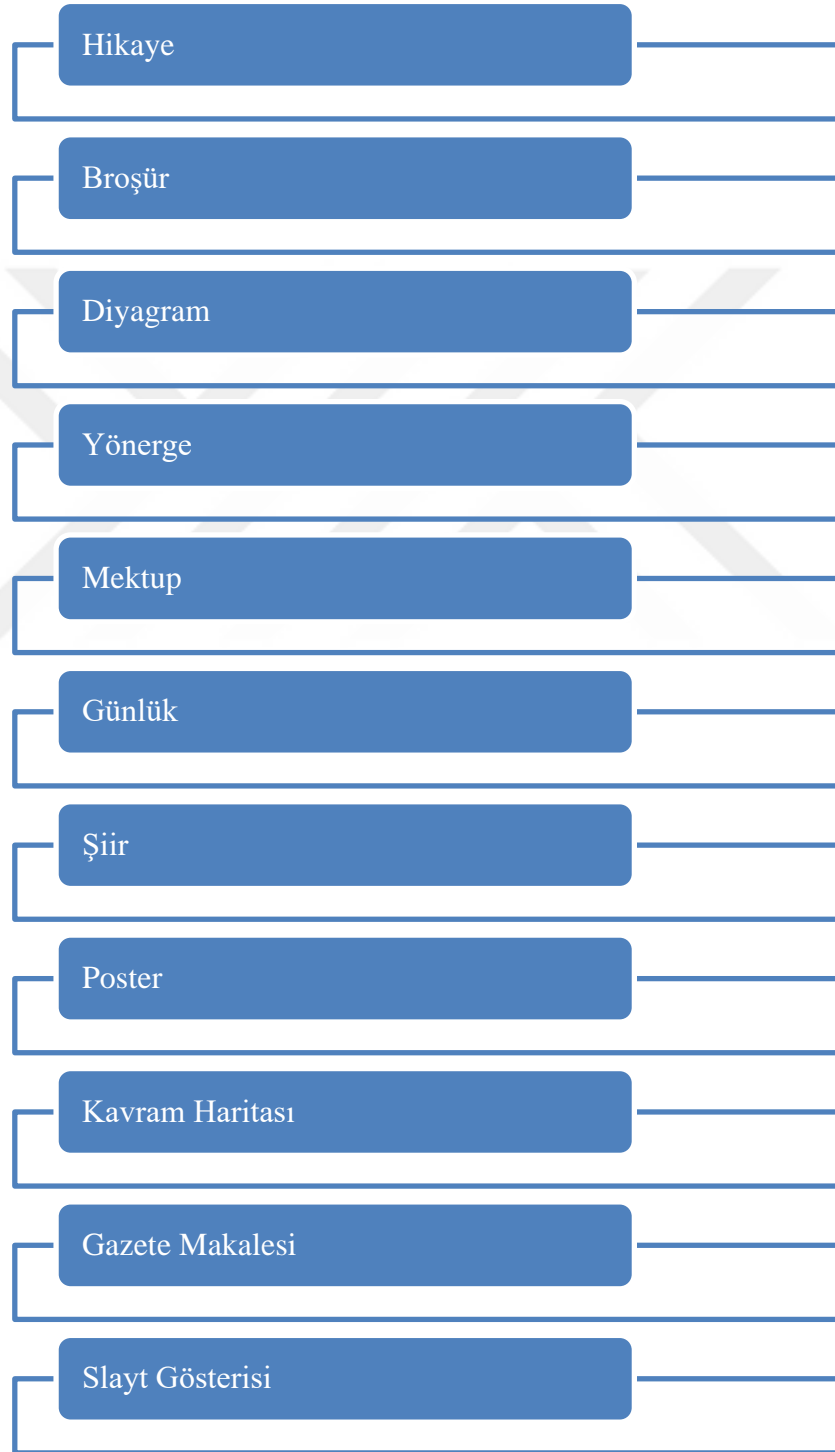 Hikaye
Broşür
Diyagram
Yönerge
Mektup
Günlük
Şiir
Poster
Kavram Haritası
Gazete Makalesi
Slayt Gösterisi